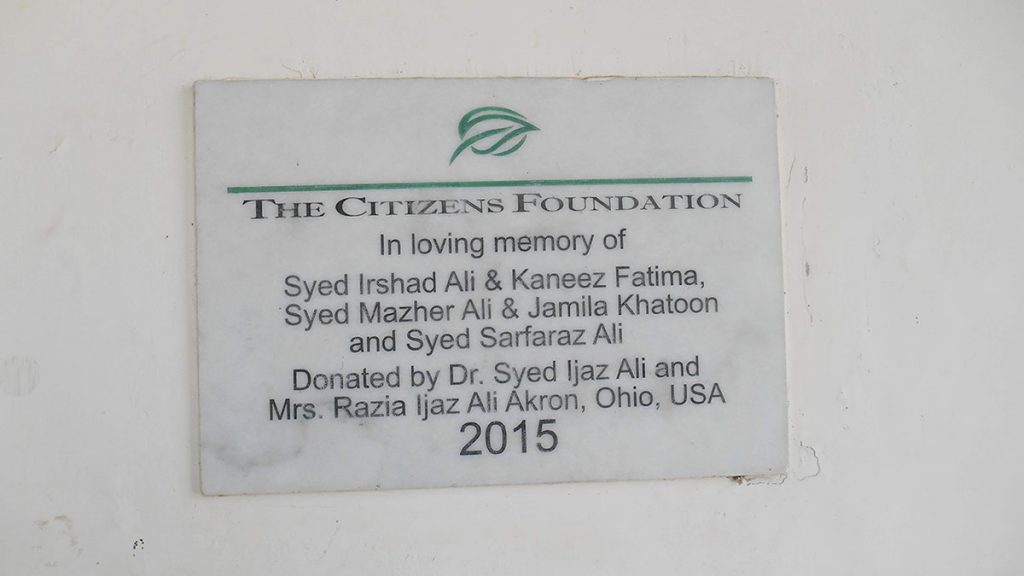 THE CITIZENS FOUNDATION
In loving memory of
Syed Irshad Ali & Kaneez Fatima,
Syed Mazher Ali & Jamila Khatoon
and Syed Sarfaraz Ali
Donated by Dr. Syed Ijaz Ali and
Mrs. Razia Ijaz Ali Akron, Ohio, USA
2015